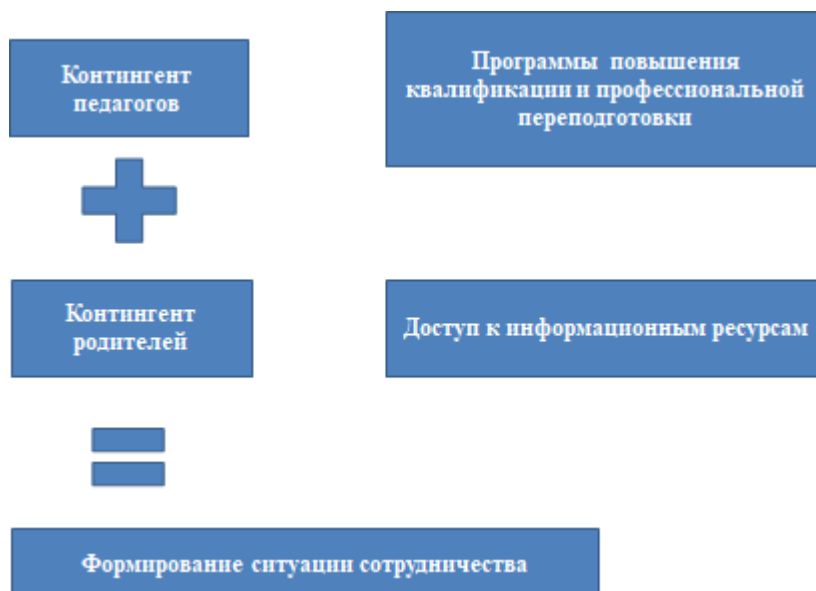 Контингент
педагогов
Программы повышения
квалификации и профессиональной
переподготовки
Контингент
родителей
Доступ к информационным ресурсам
Формирование ситуации сотрудничества